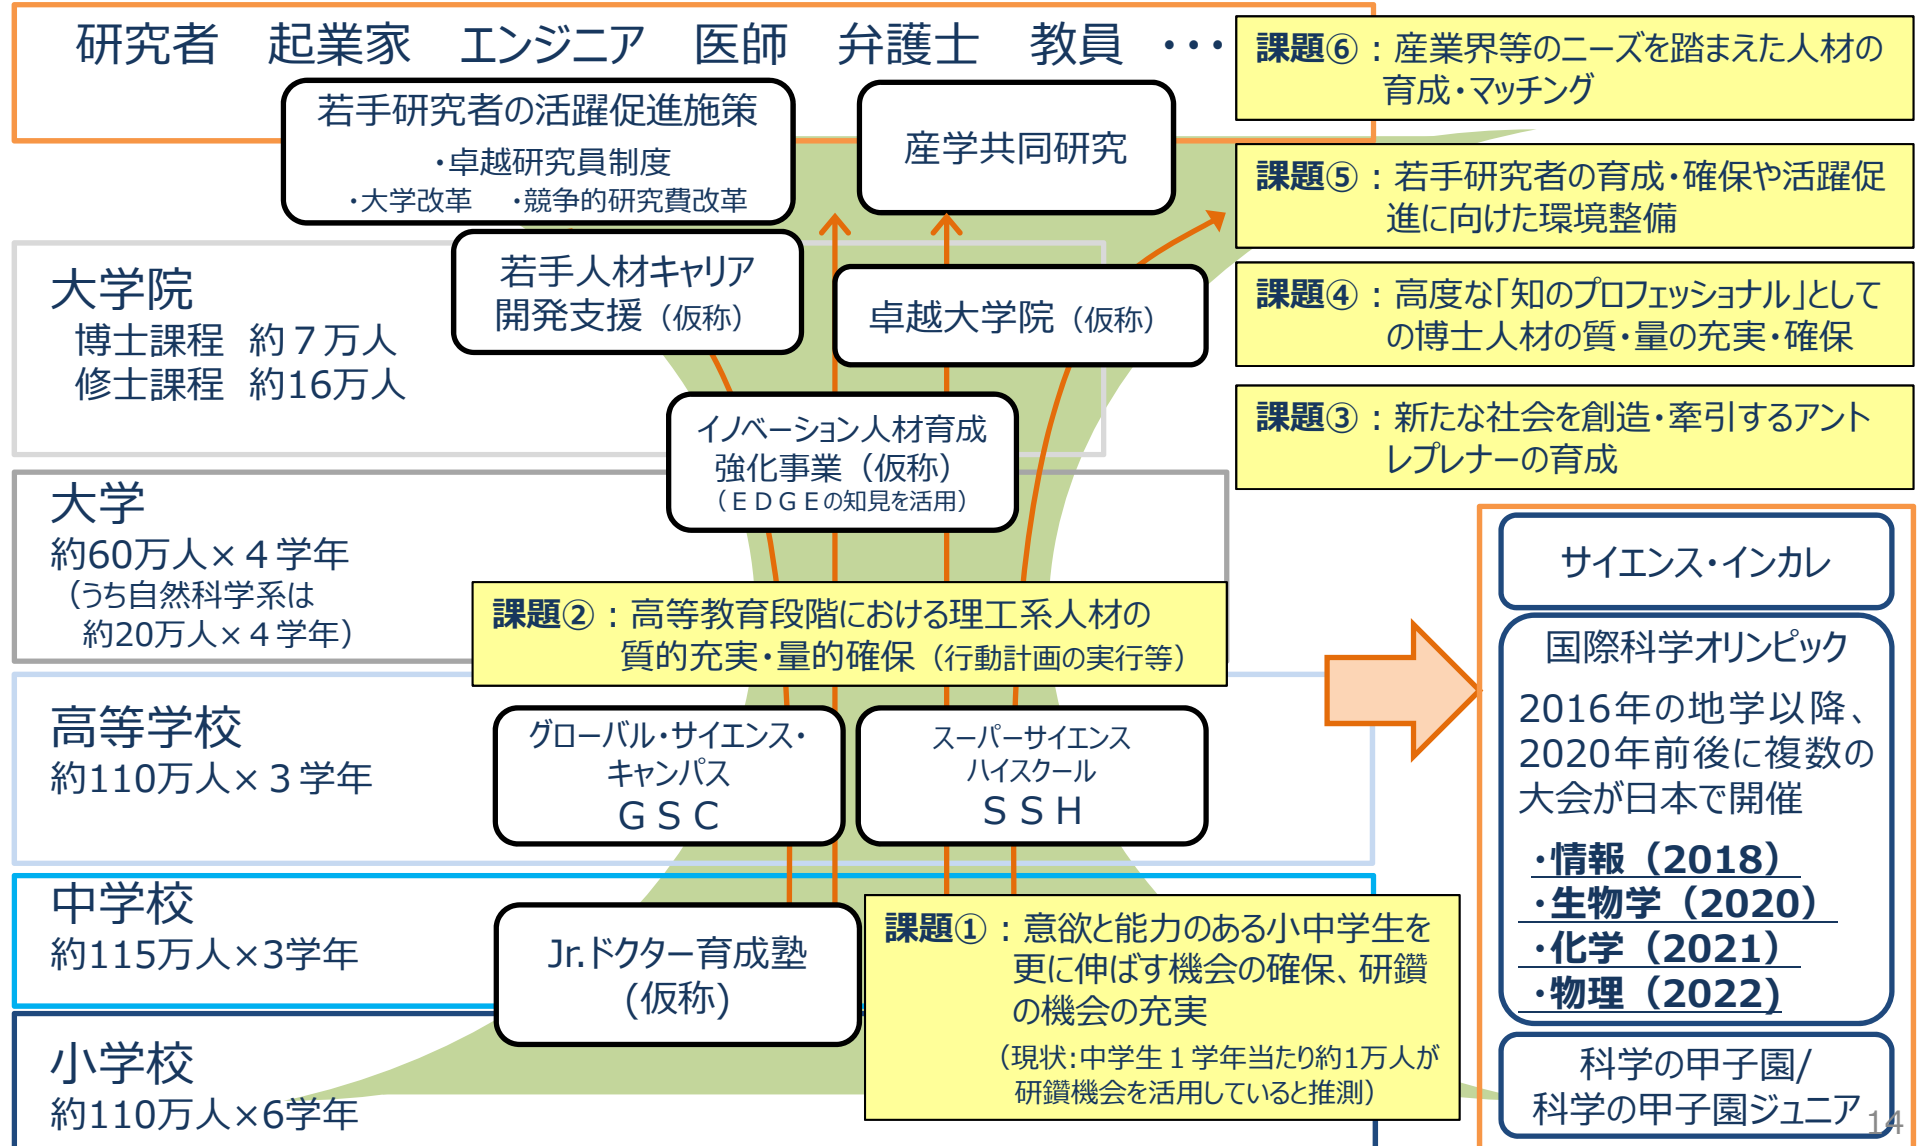 研究者　起業家　エンジニア　医師　弁護士　教員 ・・・
若手研究者の活躍促進施策
・卓越研究員制度
・大学改革　・競争的研究費改革
産学共同研究
課題⑥：産業界等のニーズを踏まえた人材の
育成・マッチング
課題⑤：若手研究者の育成・確保や活躍促
進に向けた環境整備
大学院
博士課程　約７万人
修士課程　約16万人
若手人材キャリア
開発支援（仮称）
卓越大学院（仮称）
課題④：高度な「知のプロフェッショナル」として
の博士人材の質・量の充実・確保
イノベーション人材育成
強化事業（仮称）
（ＥＤＧＥの知見を活用）
課題③：新たな社会を創造・牽引するアント
レプレナーの育成
大学
約60万人×４学年
（うち自然科学系は
約20万人×４学年）
課題②：高等教育段階における理工系人材の
質的充実・量的確保（行動計画の実行等）
高等学校
約110万人×３学年
グローバル・サイエンス・
キャンパス
ＧＳＣ
スーパーサイエンス
ハイスクール
ＳＳＨ
中学校
約115万人×3学年
Jr.ドクター育成塾
(仮称)
課題①：意欲と能力のある小中学生を
更に伸ばす機会の確保、研鑽
の機会の充実
（現状:中学生１学年当たり約1万人が
研鑽機会を活用していると推測）
小学校
約110万人×6学年
サイエンス・インカレ
国際科学オリンピック
2016年の地学以降、
2020年前後に複数の
大会が日本で開催
・情報（2018）
・生物学（2020）
・化学（2021）
・物理（2022)
科学の甲子園/
科学の甲子園ジュニア
14